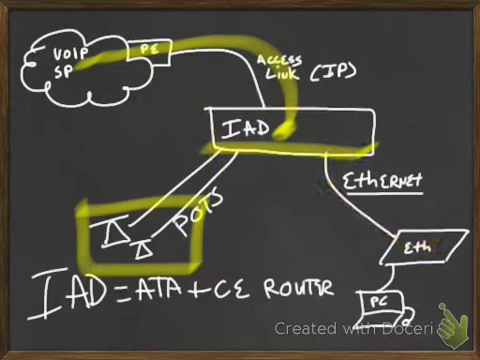 VOIP
SP
PE
ACCESS
Link (IP)
IAD
EthERNET
POTS
Eth
IAD = ATA + CE ROUTER
PC
Created with Doceri